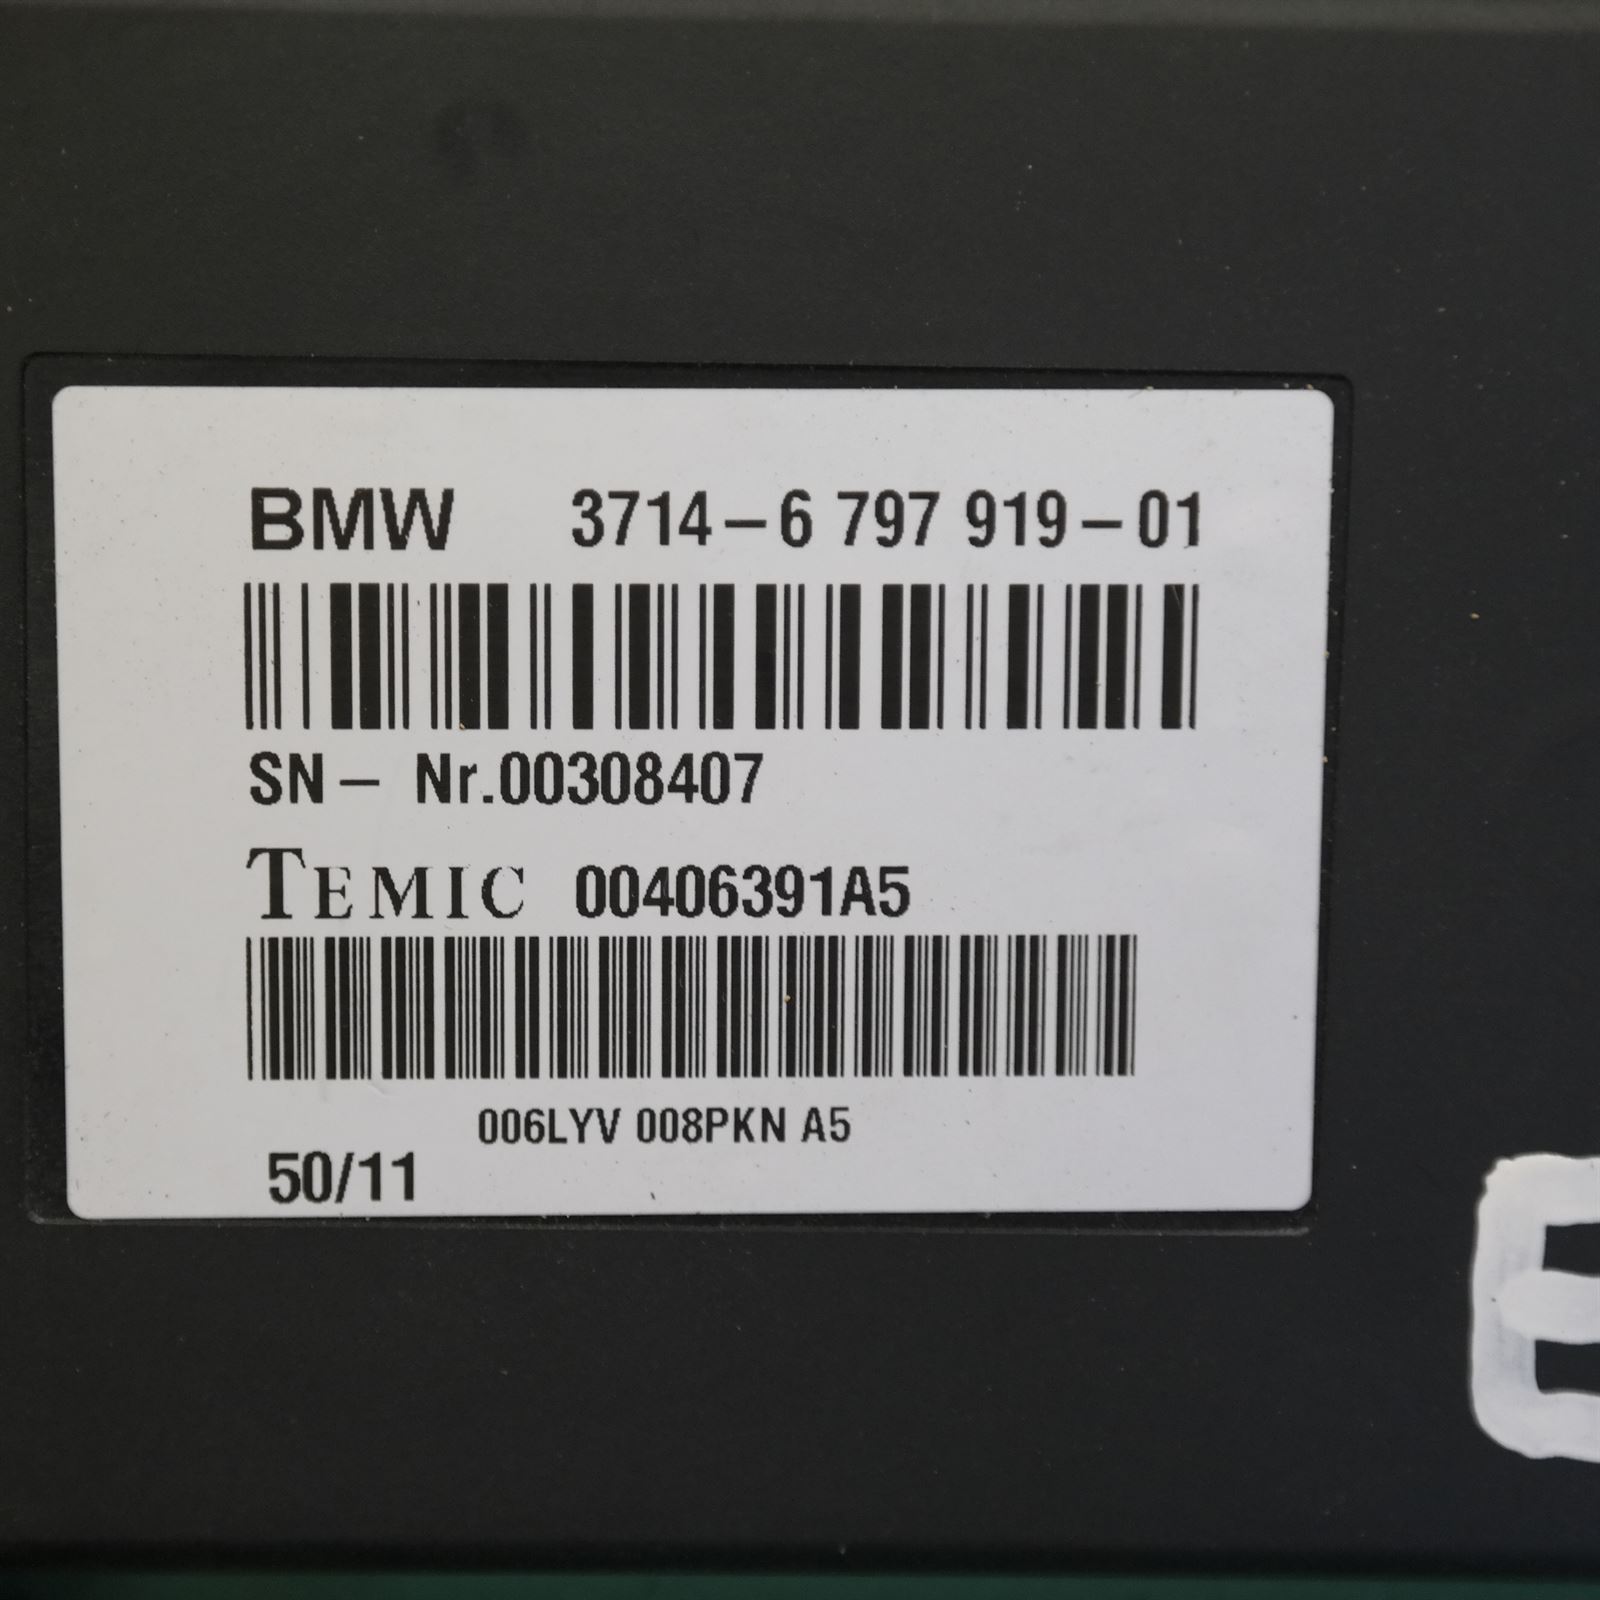 BMW 3714-6 797 919-01
SN- Nr.00308407
TEMIC 00406391A5
006LYV 008PKN A5
50/11
E